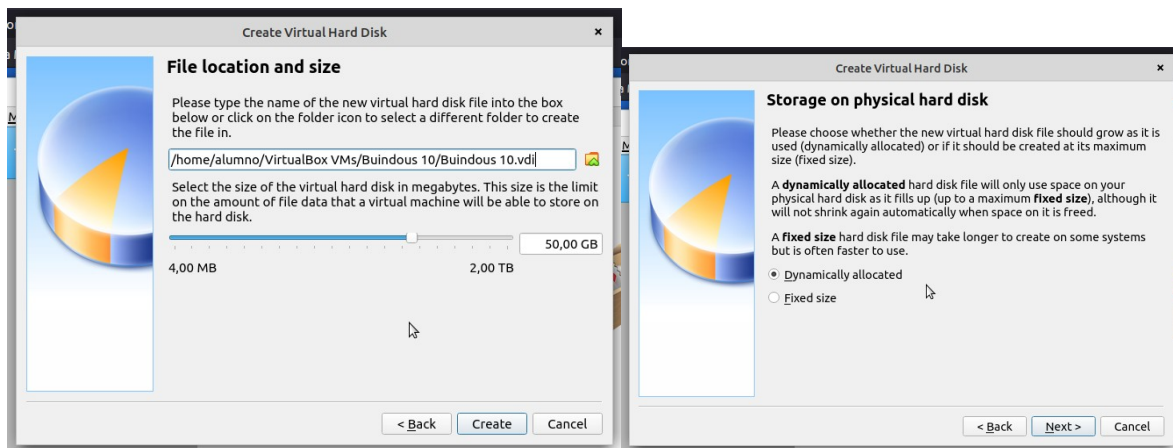 Create Virtual Hard Disk
File location and size
Please type the name of the new virtual hard disk file into the box
below or click on the folder icon to select a different folder to create
the file in.
/home/alumno/VirtualBox VMs/Buindous 10/Buindous 10.vdi
Select the size of the virtual hard disk in megabytes. This size is the limit
on the amount of file data that a virtual machine will be able to store on
the hard disk.
50,00 GB
4,00 MB 2,00 TB
< Back Create Cancel
Create Virtual Hard Disk
Storage on physical hard disk
Please choose whether the new virtual hard disk file should grow as it is
used (dynamically allocated) or if it should be created at its maximum
size (fixed size).
A dynamically allocated hard disk file will only use space on your
physical hard disk as it fills up (up to a maximum fixed size), although it
will not shrink again automatically when space on it is freed.
A fixed size hard disk file may take longer to create on some systems
but is often faster to use.
Dynamically allocated
Fixed size
< Back Next > Cancel